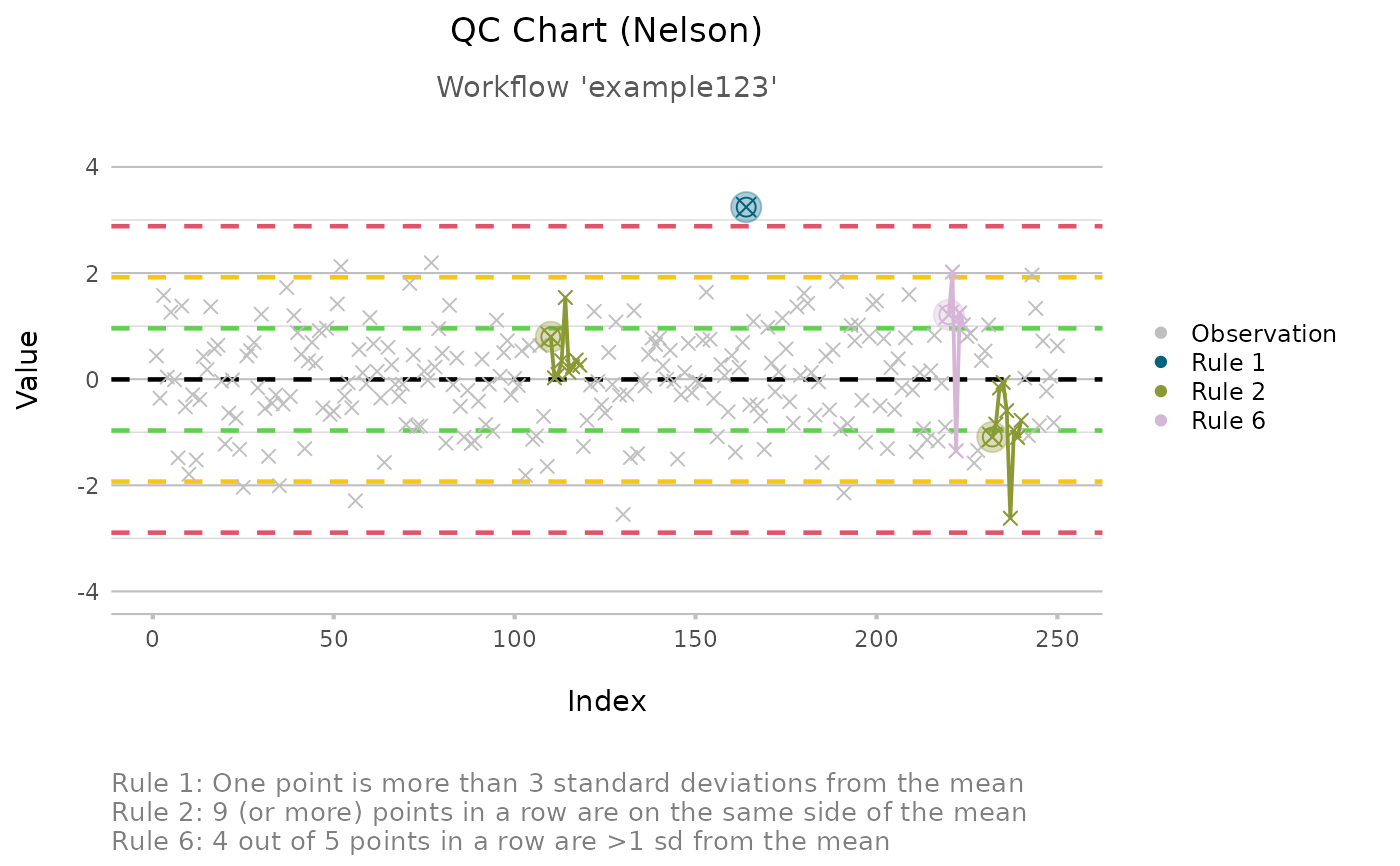 QC Chart (Nelson)
Workflow 'example123'
Value
4
2
0
-2
-4
0 50 100 150 200 250
Index
Observation
Rule 1
Rule 2
Rule 6
Rule 1: One point is more than 3 standard deviations from the mean
Rule 2: 9 (or more) points in a row are on the same side of the mean
Rule 6: 4 out of 5 points in a row are >1 sd from the mean